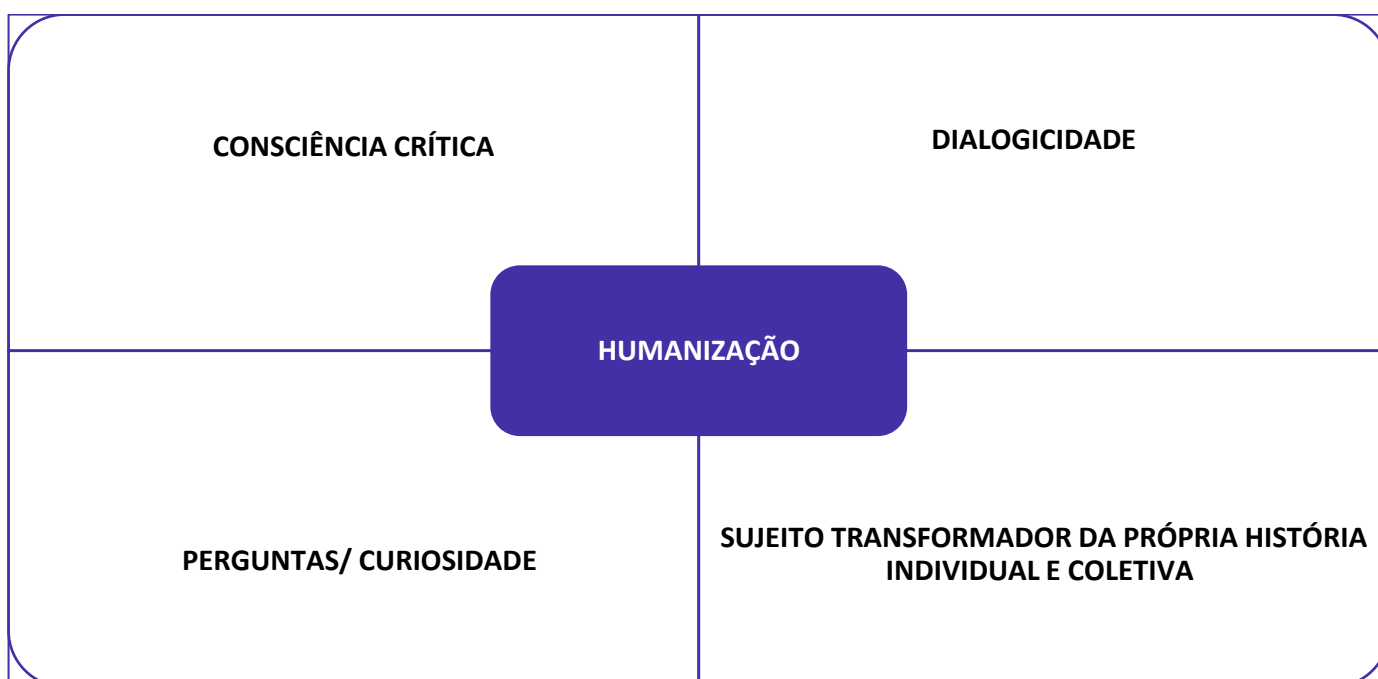 CONSCIÊNCIA CRÍTICA
DIALOGICIDADE
HUMANIZAÇÃO
PERGUNTAS/ CURIOSIDADE
SUJEITO TRANSFORMADOR DA PRÓPRIA HISTÓRIA
INDIVIDUAL E COLETIVA